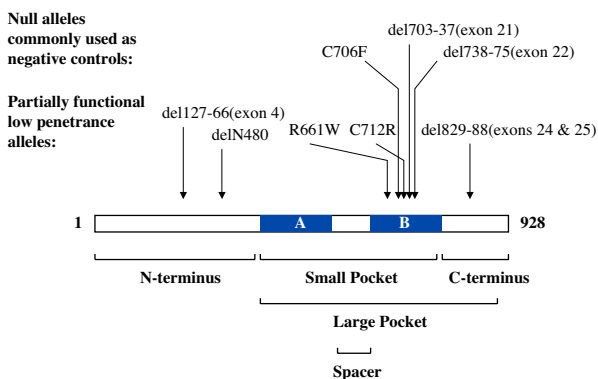 Null alleles
commonly used as
negative controls:
del703-37(exon 21)
C706F
del738-75(exon 22)
Partially functional
low penetrance
alleles:
del127-66(exon 4)
delN480
R661W
C712R
del829-88(exons 24 & 25)
1
A
B
928
N-terminus
Small Pocket
C-terminus
Large Pocket
Spacer